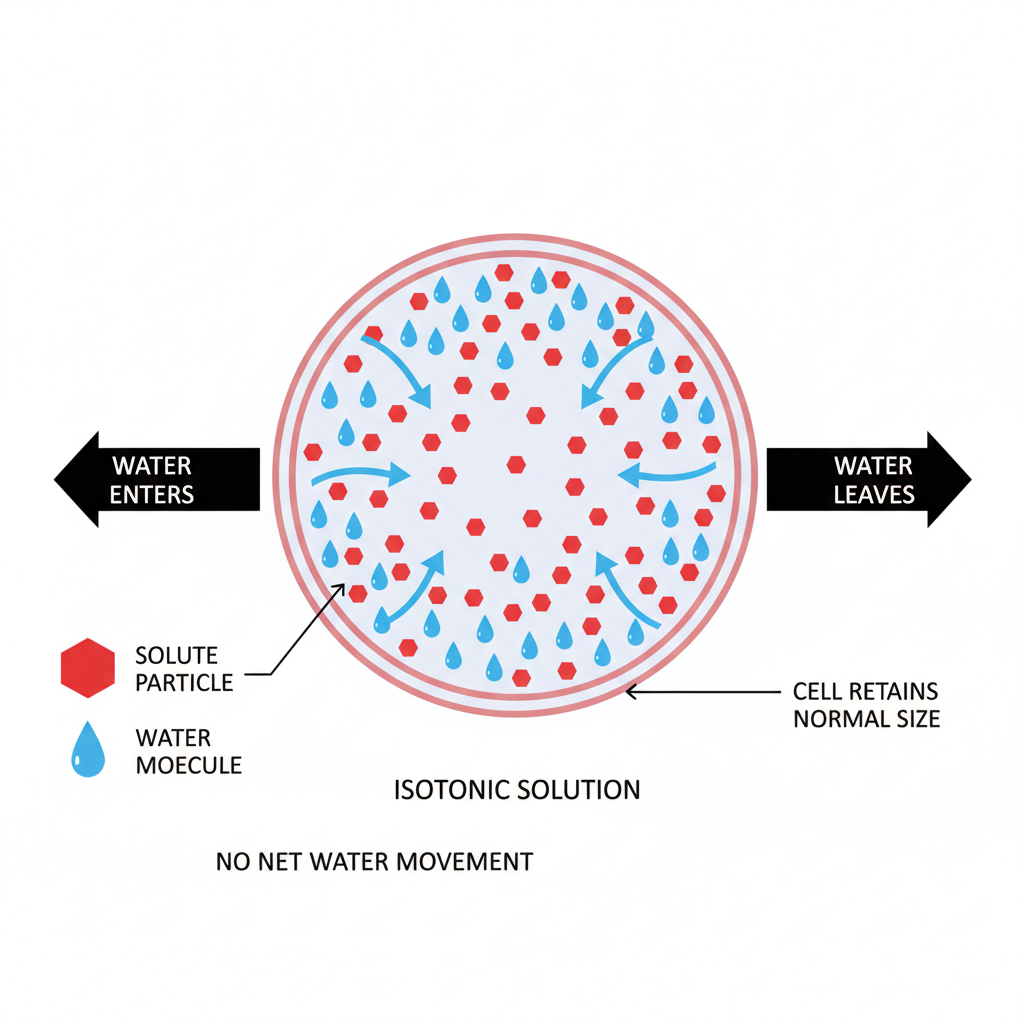 WATER
ENTERS
WATER
LEAVES
SOLUTE
PARTICLE
WATER
MOECULE
CELL RETAINS
NORMAL SIZE
ISOTONIC SOLUTION
NO NET WATER MOVEMENT